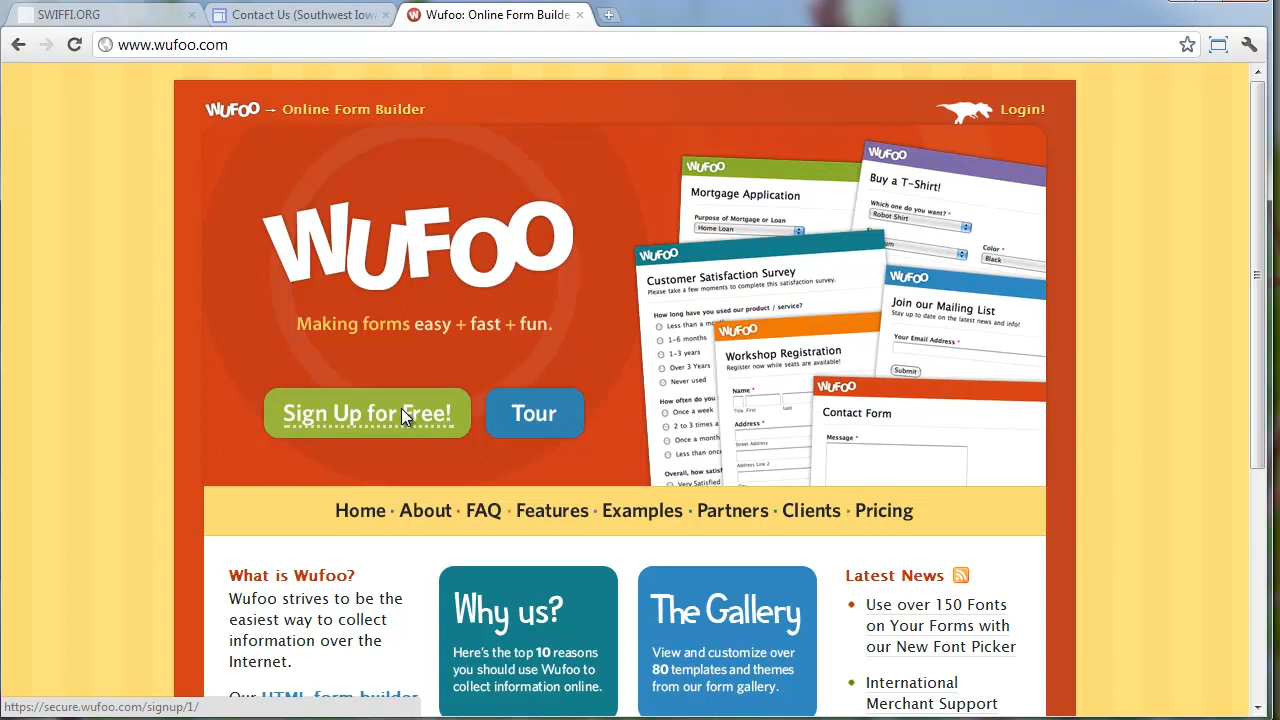 SWIFFI.ORG
Contact Us (Southwest Iow
Wufoo: Online Form Builde
www.wufoo.com
WUFOO → Online Form Builder
Login!
WUFOO
Making forms easy + fast + fun.
Sign Up for Free!
Tour
WUFOO
Mortgage Application
Purpose of Mortgage or Loan
Home Loan
WUFOO
Buy a T-Shirt!
Which one do you want? *
Robot Shirt
Color *
Black
WUFOO
Customer Satisfaction Survey
Please take a few moments to complete this satisfaction survey.
How long have you used our product / service?
Less than a
1-6 months
1-3 years
Over 3 Years
Never used
How often do you
Once a week
2 to 3 times a
Once a month
Less than once
Overall, how satisf
Very Satisfied
WUFOO
Workshop Registration
Register now while seats are available!
Name *
Title First Last
Address *
Street Address
Address Line 2
WUFOO
Join our Mailing List
Stay up to date on the latest news and info!
Your Email Address *
Submit
WUFOO
Contact Form
Message *
Home · About · FAQ · Features · Examples · Partners · Clients · Pricing
What is Wufoo?
Wufoo strives to be the
easiest way to collect
information over the
Internet.
Our HTML form builder
Why us?
Here's the top 10 reasons
you should use Wufoo to
collect information online.
The Gallery
View and customize over
80 templates and themes
from our form gallery.
Latest News
Use over 150 Fonts
on Your Forms with
our New Font Picker
International
Merchant Support
https://secure.wufoo.com/signup/1/